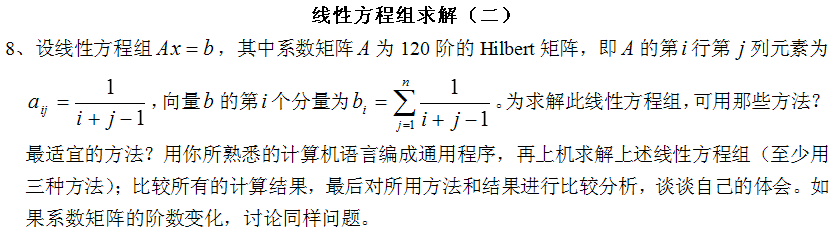 线性方程组求解（二）
8、设线性方程组 Ax = b，其中系数矩阵 A 为 120 阶的 Hilbert 矩阵，即 A 的第 i 行第 j 列元素为
a_{ij} = \frac{1}{i+j-1}，向量 b 的第 i 个分量为 b_i = \sum_{j=1}^{n} \frac{1}{i+j-1}。为求解此线性方程组，可用那些方法？
最适宜的方法？用你所熟悉的计算机语言编成通用程序，再上机求解上述线性方程组（至少用
三种方法）；比较所有的计算结果，最后对所用方法和结果进行比较分析，谈谈自己的体会。如
果系数矩阵的阶数变化，讨论同样问题。